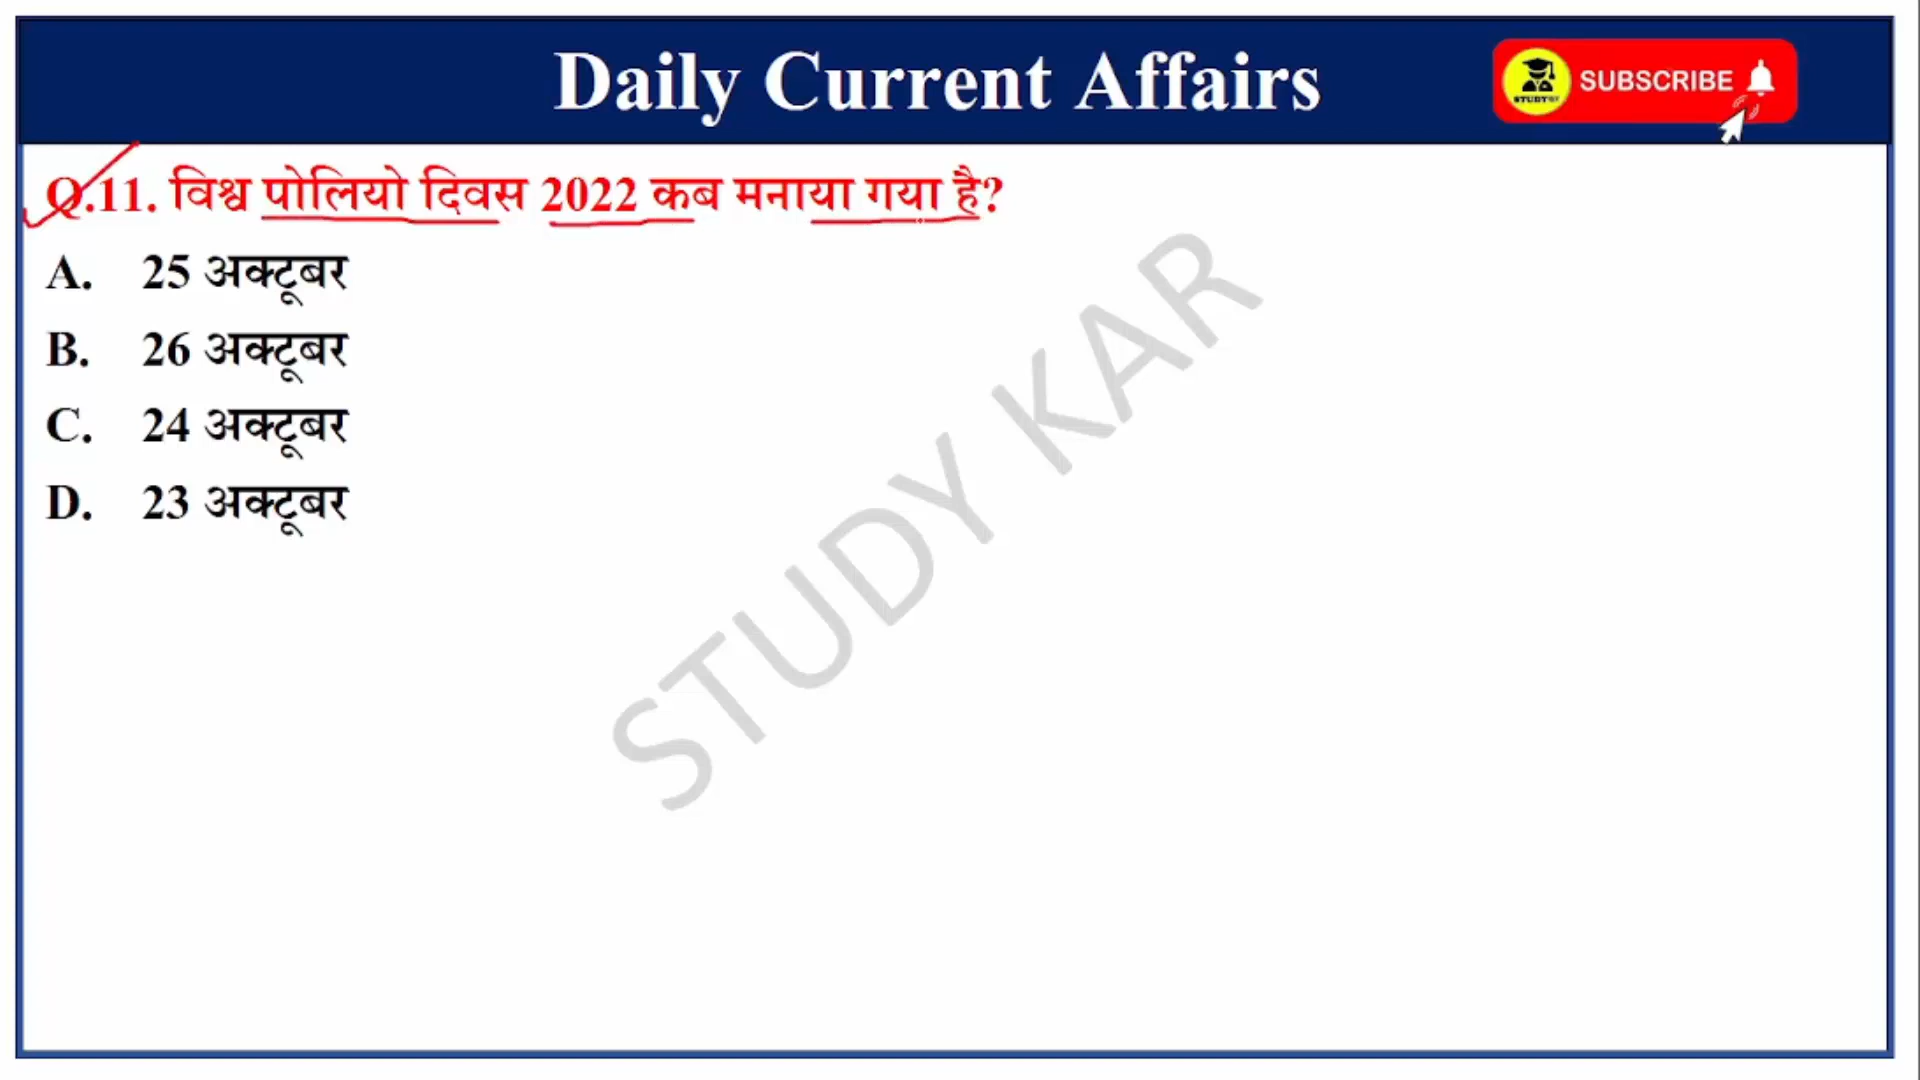 Daily Current Affairs
SUBSCRIBE
Q.11. विश्व पोलियो दिवस 2022 कब मनाया गया है?
A. 25 अक्टूबर
B. 26 अक्टूबर
C. 24 अक्टूबर
D. 23 अक्टूबर
STUDY KAR